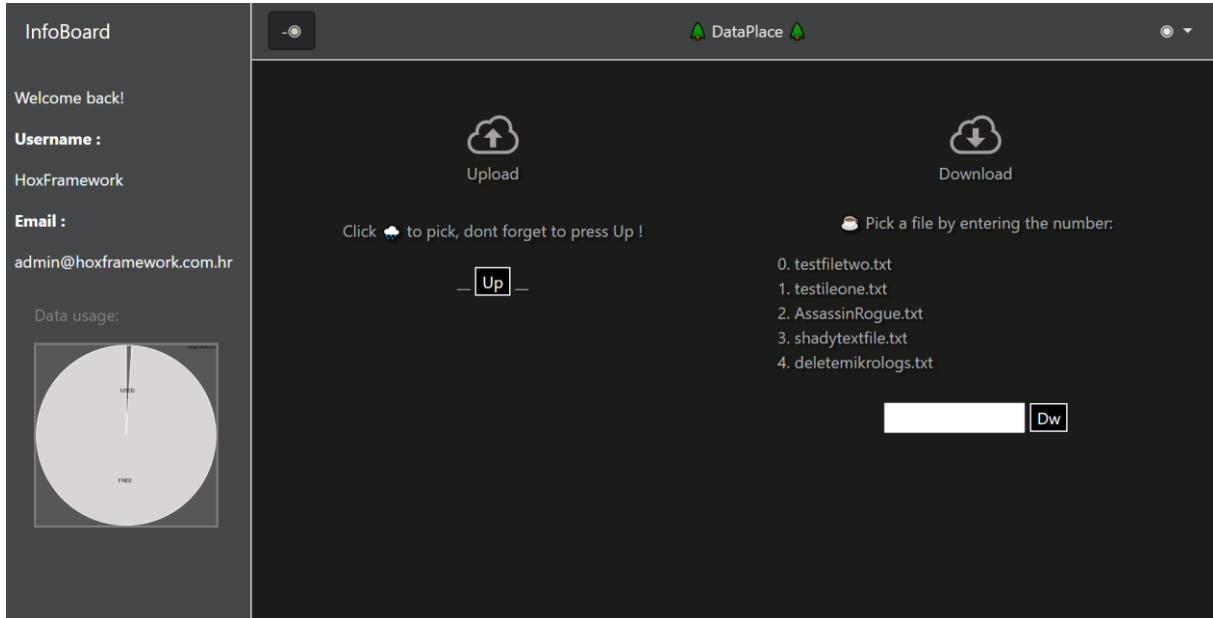 InfoBoard
-◉
🌲 DataPlace 🌲
◉
Welcome back!
Username :
HoxFramework
Email :
admin@hoxframework.com.hr
Data usage:
USED
FREE
Upload
Click 🌧 to pick, dont forget to press Up !
__ Up __
Download
☕ Pick a file by entering the number:
0. testfiletwo.txt
1. testileone.txt
2. AssassinRogue.txt
3. shadytextfile.txt
4. deletemikrologs.txt
Dw